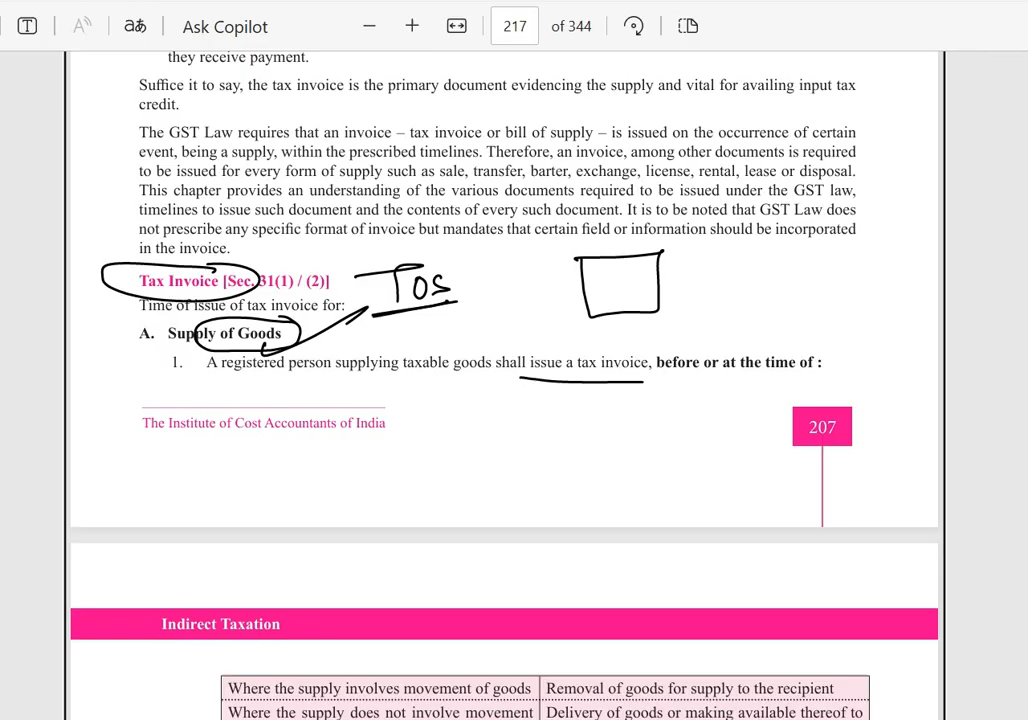 Ask Copilot
217 of 344
they receive payment.
Suffice it to say, the tax invoice is the primary document evidencing the supply and vital for availing input tax
credit.
The GST Law requires that an invoice – tax invoice or bill of supply – is issued on the occurrence of certain
event, being a supply, within the prescribed timelines. Therefore, an invoice, among other documents is required
to be issued for every form of supply such as sale, transfer, barter, exchange, license, rental, lease or disposal.
This chapter provides an understanding of the various documents required to be issued under the GST law,
timelines to issue such document and the contents of every such document. It is to be noted that GST Law does
not prescribe any specific format of invoice but mandates that certain field or information should be incorporated
in the invoice.
Tax Invoice [Sec. 31(1) / (2)]
TOS
Time of issue of tax invoice for:
A. Supply of Goods
1. A registered person supplying taxable goods shall issue a tax invoice, before or at the time of :
The Institute of Cost Accountants of India
207
Indirect Taxation
Where the supply involves movement of goods Removal of goods for supply to the recipient
Where the supply does not involve movement Delivery of goods or making available thereof to